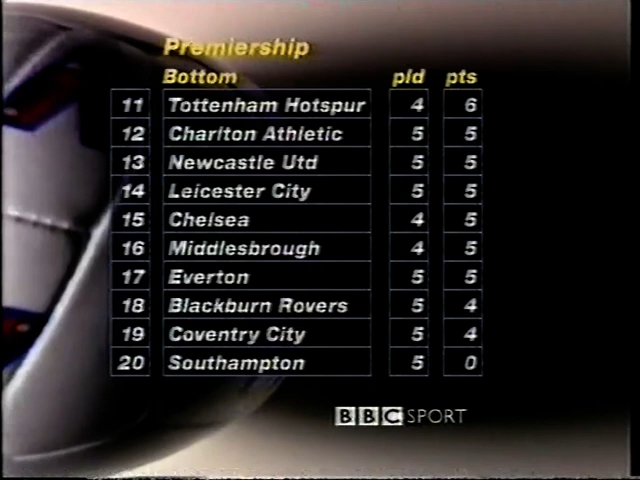 Premiership
Bottom pld pts
11 Tottenham Hotspur 4 6
12 Charlton Athletic 5 5
13 Newcastle Utd 5 5
14 Leicester City 5 5
15 Chelsea 4 5
16 Middlesbrough 4 5
17 Everton 5 5
18 Blackburn Rovers 5 4
19 Coventry City 5 4
20 Southampton 5 0
BBC SPORT